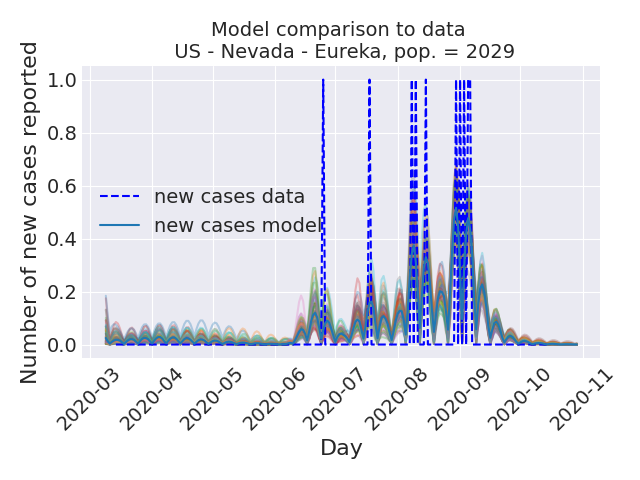 Model comparison to data
US - Nevada - Eureka, pop. = 2029
Number of new cases reported
1.0
0.8
0.6
0.4
0.2
0.0
new cases data
new cases model
2020-03
2020-04
2020-05
2020-06
2020-07
2020-08
2020-09
2020-10
2020-11
Day